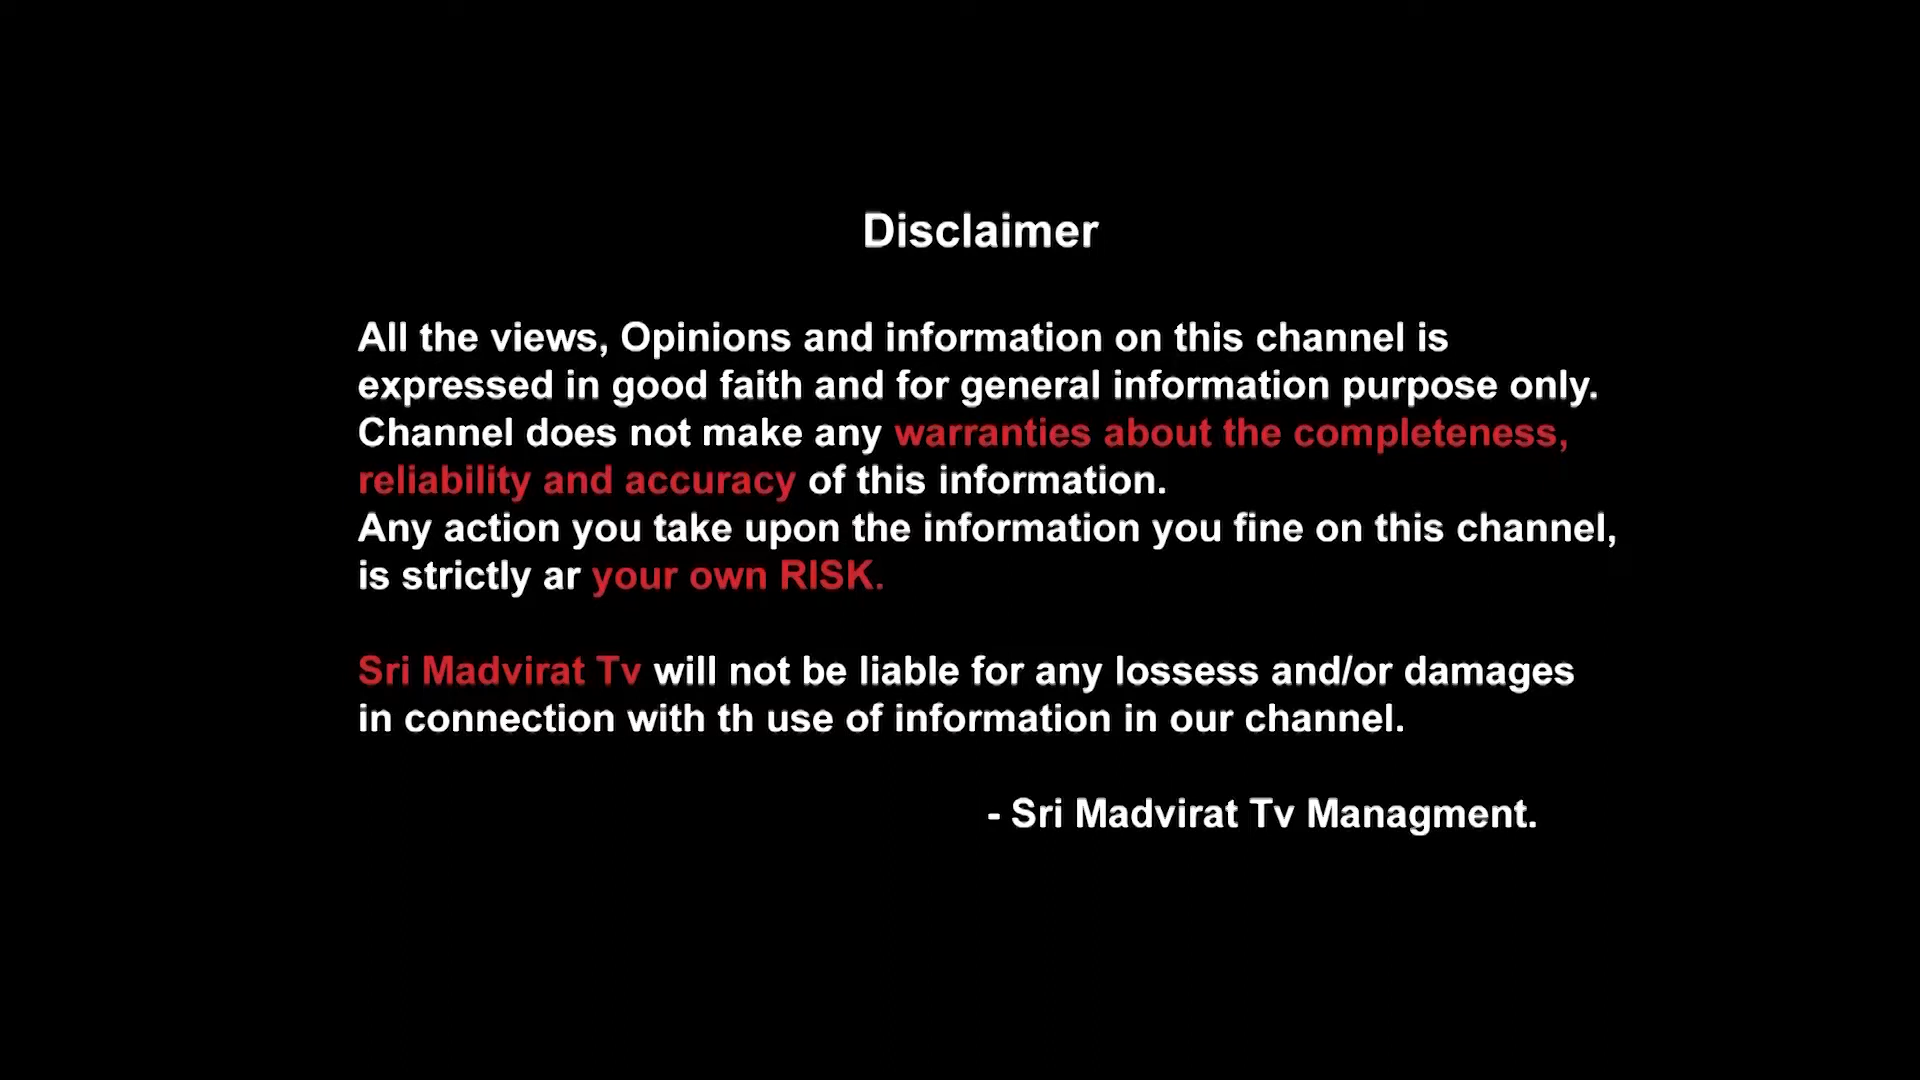 Disclaimer
All the views, Opinions and information on this channel is
expressed in good faith and for general information purpose only.
Channel does not make any warranties about the completeness,
reliability and accuracy of this information.
Any action you take upon the information you fine on this channel,
is strictly ar your own RISK.
Sri Madvirat Tv will not be liable for any lossess and/or damages
in connection with th use of information in our channel.
- Sri Madvirat Tv Managment.